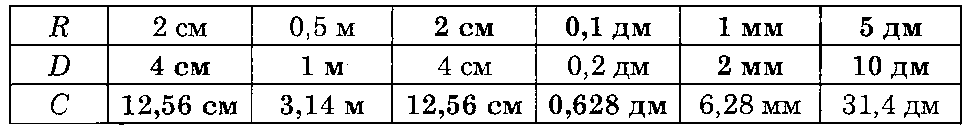 R 2 см 0,5 м 2 см 0,1 дм 1 мм 5 дм
D 4 см 1 м 4 см 0,2 дм 2 мм 10 дм
C 12,56 см 3,14 м 12,56 см 0,628 дм 6,28 мм 31,4 дм